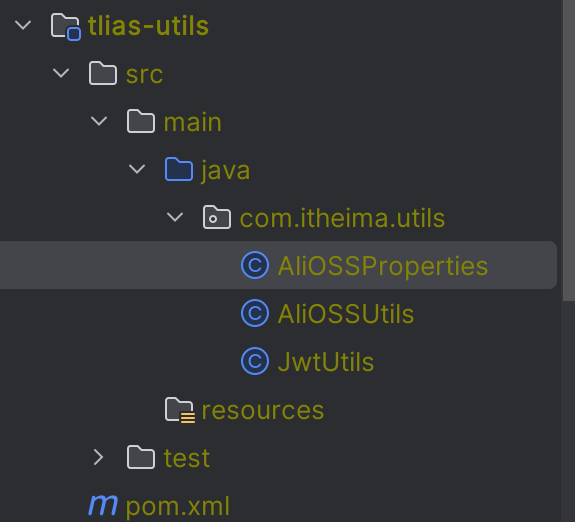 tlias-utils
src
main
java
com.itheima.utils
AliOSSProperties
AliOSSUtils
JwtUtils
resources
test
pom.xml